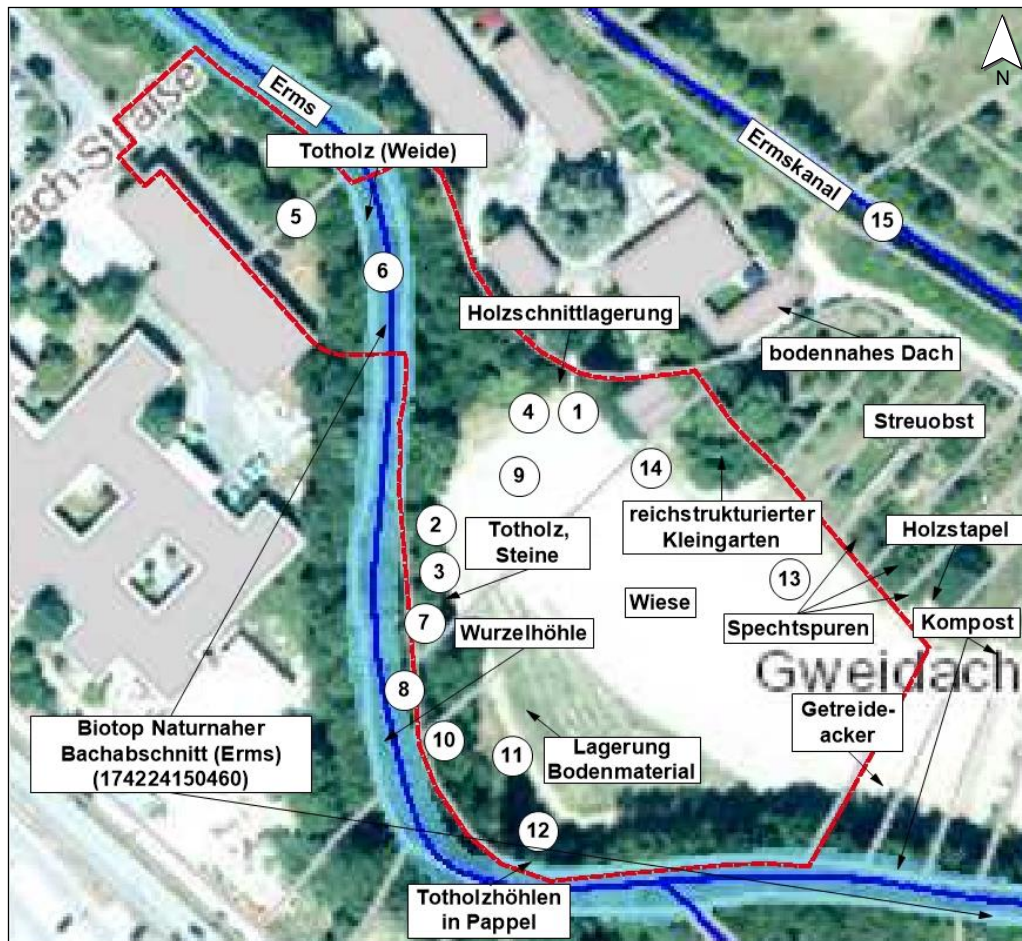 N
Erms
ach-Straße
Totholz (Weide)
Ermskanal
15
5
6
Holzschnittlagerung
bodennahes Dach
4
1
Streuobst
9
14
2
reichstrukturierter
Kleingarten
Totholz,
Steine
Holzstapel
3
13
Wiese
7
Spechtspuren
Kompost
Wurzelhöhle
Gweidach
8
Getreide-
acker
Biotop Naturnaher
Bachabschnitt (Erms)
(174224150460)
10
11
Lagerung
Bodenmaterial
12
Totholzhöhlen
in Pappel